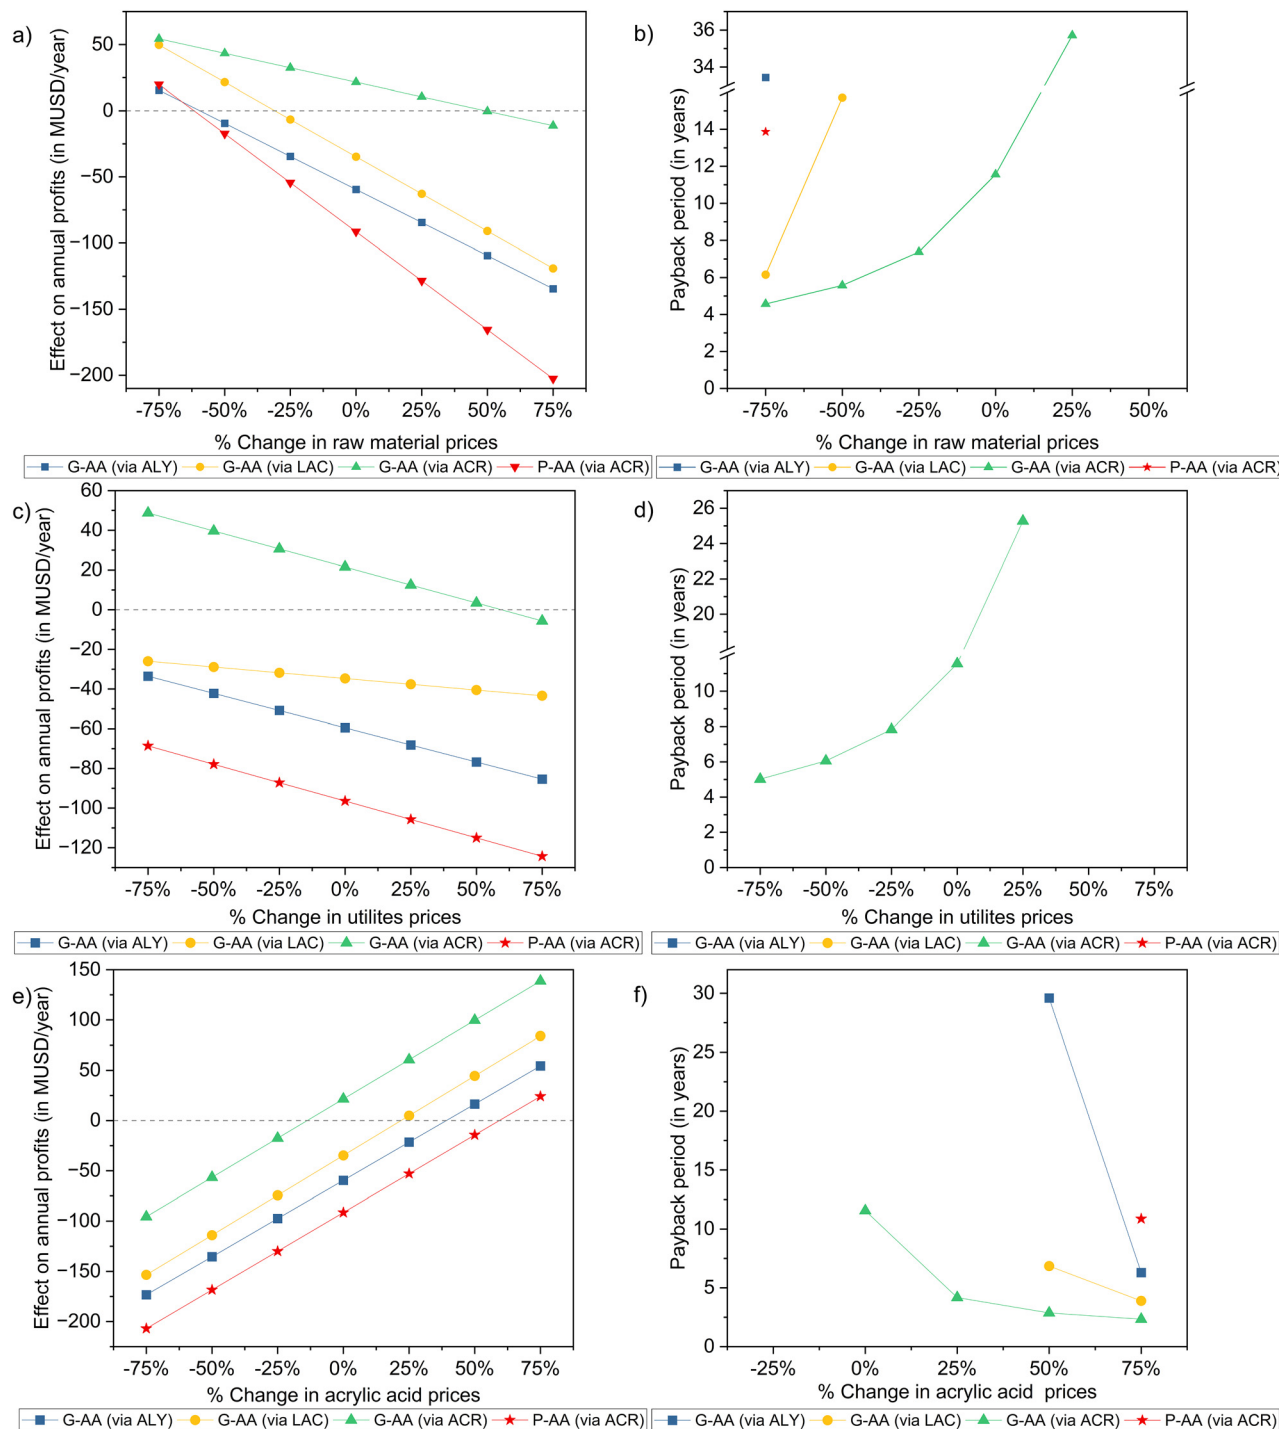 a)
Effect on annual profits (in MUSD/year)
50
0
−50
−100
−150
−200
-75% -50% -25% 0% 25% 50% 75%
% Change in raw material prices
G-AA (via ALY) G-AA (via LAC) G-AA (via ACR) P-AA (via ACR)
b)
Payback period (in years)
36
34
14
12
10
8
6
4
2
0
-75% -50% -25% 0% 25% 50%
% Change in raw material prices
G-AA (via ALY) G-AA (via LAC) G-AA (via ACR) P-AA (via ACR)
c)
Effect on annual profits (in MUSD/year)
60
40
20
0
−20
−40
−60
−80
−100
−120
-75% -50% -25% 0% 25% 50% 75%
% Change in utilites prices
G-AA (via ALY) G-AA (via LAC) G-AA (via ACR) P-AA (via ACR)
d)
Payback period (in years)
26
24
22
20
10
8
6
4
2
0
-75% -50% -25% 0% 25% 50% 75%
% Change in utilites prices
G-AA (via ALY) G-AA (via LAC) G-AA (via ACR) P-AA (via ACR)
e)
Effect on annual profits (in MUSD/year)
150
100
50
0
−50
−100
−150
−200
-75% -50% -25% 0% 25% 50% 75%
% Change in acrylic acid prices
G-AA (via ALY) G-AA (via LAC) G-AA (via ACR) P-AA (via ACR)
f)
Payback period (in years)
30
25
20
15
10
5
0
-25% 0% 25% 50% 75%
% Change in acrylic acid prices
G-AA (via ALY) G-AA (via LAC) G-AA (via ACR) P-AA (via ACR)